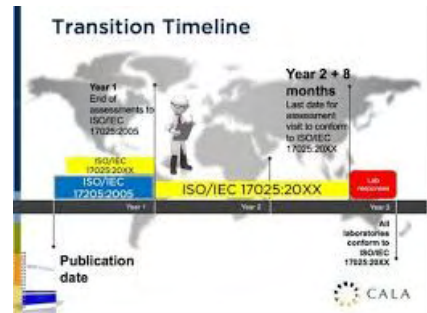 Transition Timeline
Year 1
End of
assessments to
ISO/IEC
17025:2005
Year 2 + 8
months
Last date for
assessment
visit to conform
to ISO/IEC
17025:20XX
ISO/IEC
17025:20XX
ISO/IEC
17205:2005
ISO/IEC 17025:20XX
Lab
responses
Year 1
Year 2
Year 3
Publication
date
All
laboratories
conform to
ISO/IEC
17025:20XX
CALA